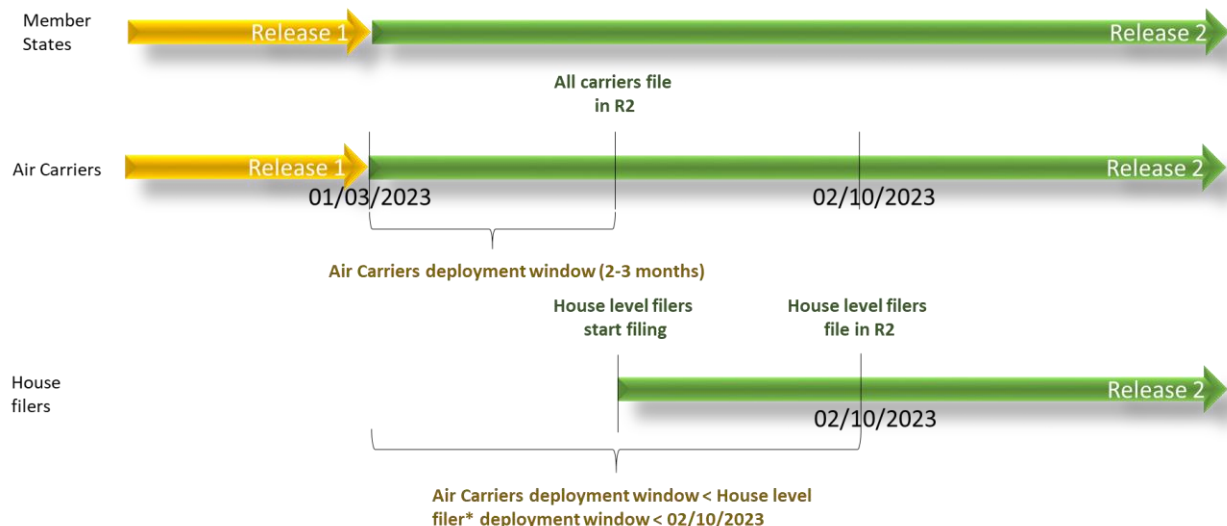 Member
States
Release 1
Release 2
All carriers file
in R2
Air Carriers
Release 1
Release 2
01/03/2023
02/10/2023
Air Carriers deployment window (2-3 months)
House level filers
start filing
House level filers
file in R2
House
filers
Release 2
02/10/2023
Air Carriers deployment window < House level
filer* deployment window < 02/10/2023